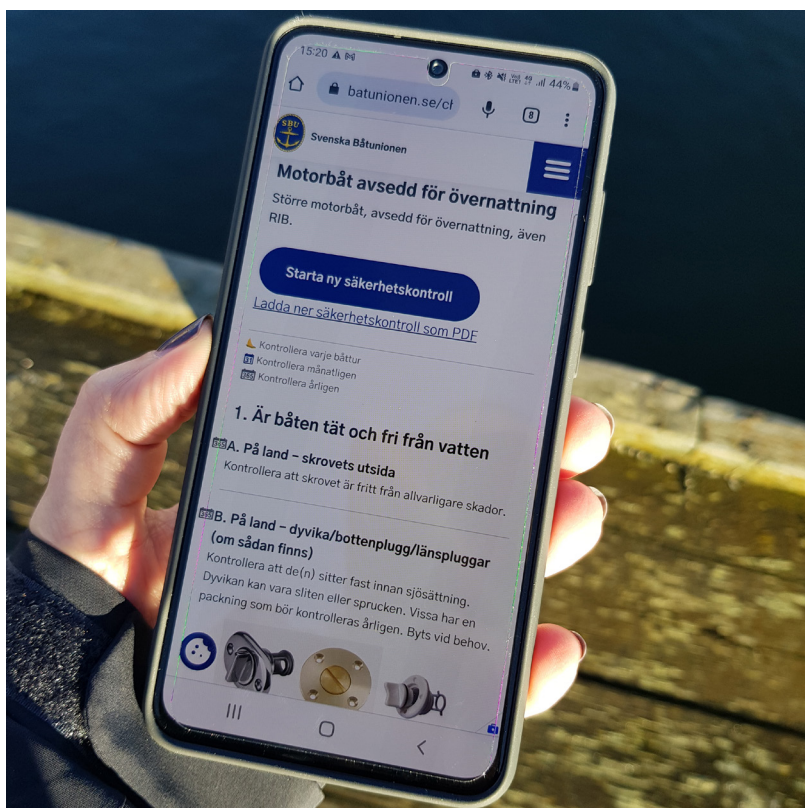 15:20
44%
batunionen.se/ch
8
SBU
Svenska Båtunionen
Motorbåt avsedd för övernattning
Större motorbåt, avsedd för övernattning, även
RIB.
Starta ny säkerhetskontroll
Ladda ner säkerhetskontroll som PDF
Kontrollera varje båttur
Kontrollera månatligen
Kontrollera årligen
1. Är båten tät och fri från vatten
A. På land – skrovets utsida
Kontrollera att skrovet är fritt från allvarligare skador.
B. På land – dyvika/bottenplugg/länspluggar
(om sådan finns)
Kontrollera att de(n) sitter fast innan sjösättning.
Dyvikan kan vara sliten eller sprucken. Vissa har en
packning som bör kontrolleras årligen. Byts vid behov.